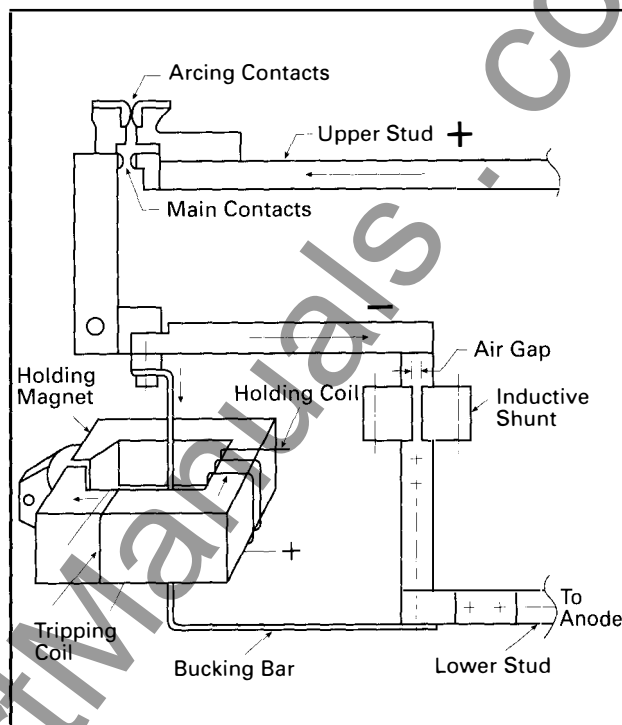 Arcing Contacts
Upper Stud +
Main Contacts
−
Air Gap
Holding
Magnet
Holding Coil
Inductive
Shunt
+
To
Anode
Tripping
Coil
Bucking Bar
Lower Stud